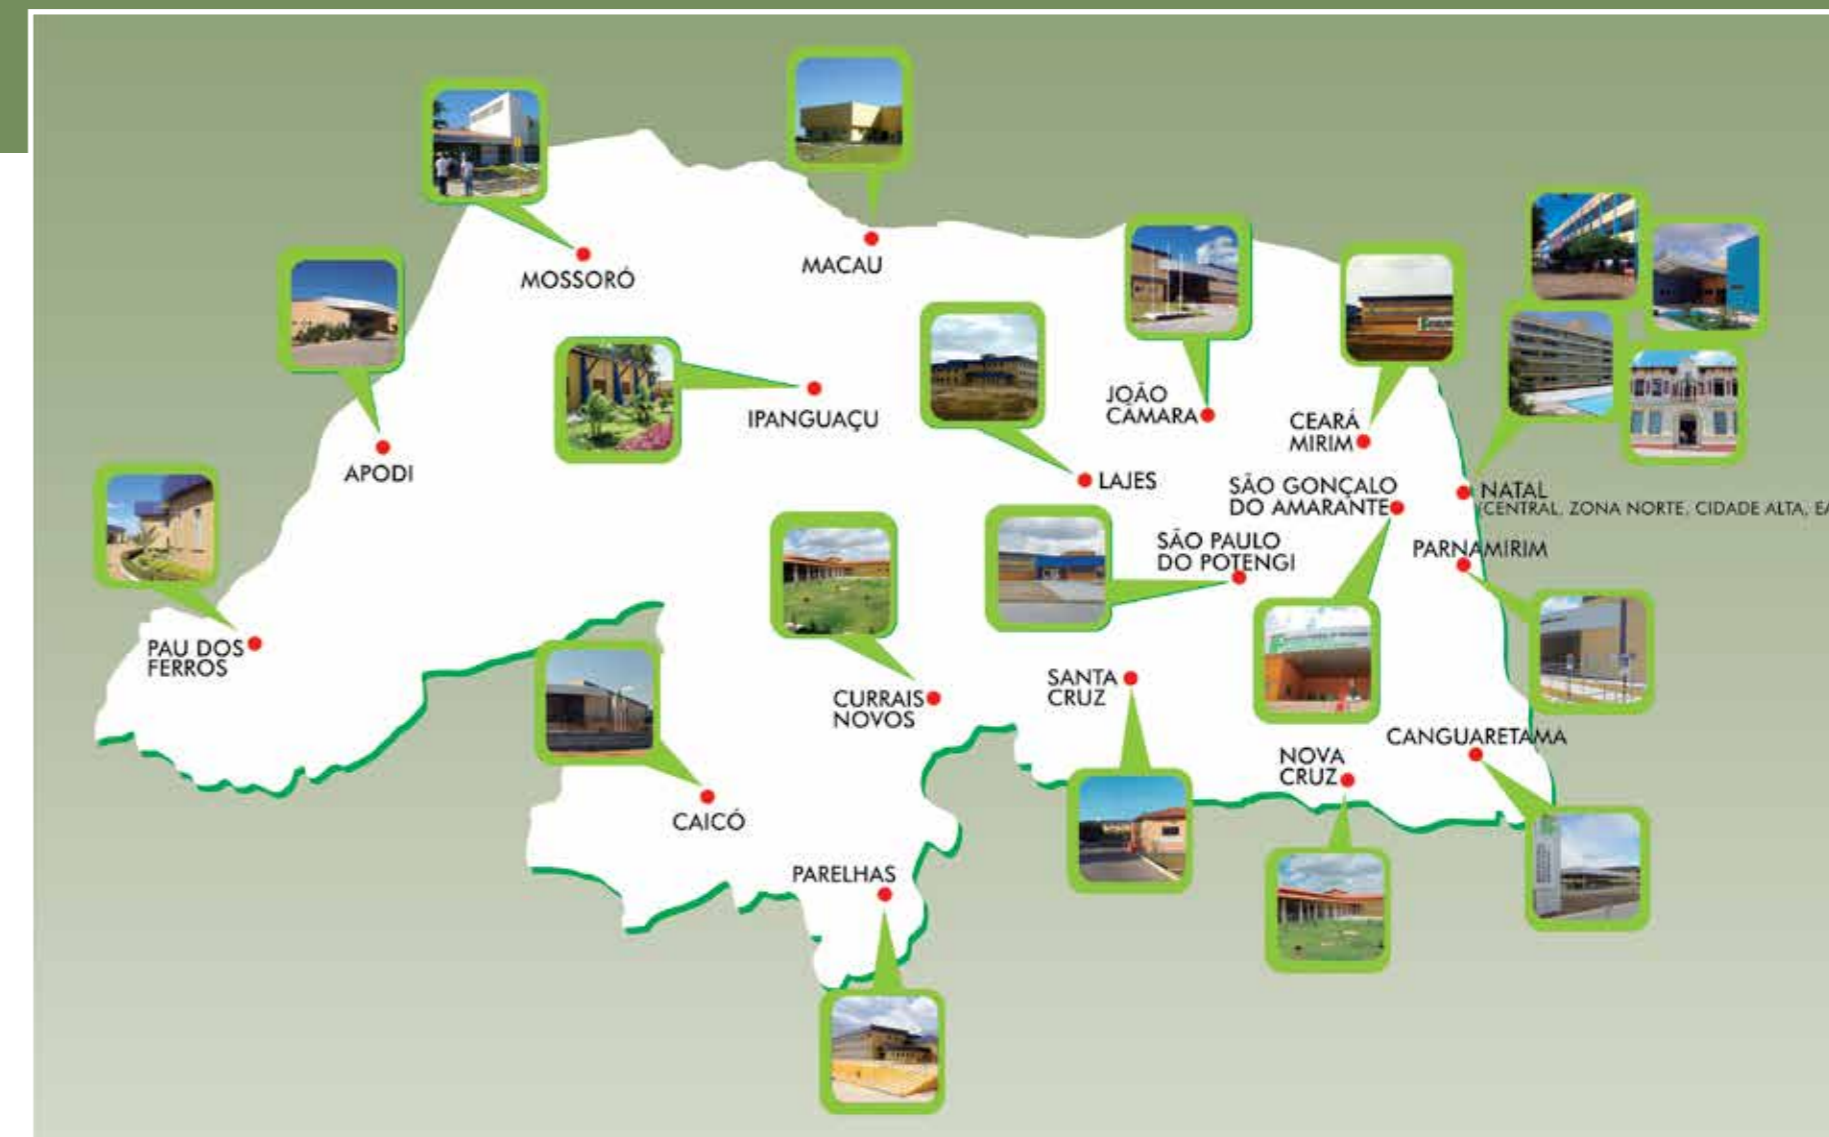 MOSSORÓ
MACAU
APODI
IPANGUAÇU
JOÃO
CÂMARA
CEARÁ
MIRIM
LAJES
SÃO GONÇALO
DO AMARANTE
NATAL
(CENTRAL, ZONA NORTE, CIDADE ALTA,
SÃO PAULO
DO POTENGI
PARNAMIRIM
PAU DOS
FERROS
CURRAIS
NOVOS
SANTA
CRUZ
CANGUARETAMA
NOVA
CRUZ
CAICÓ
PARELHAS